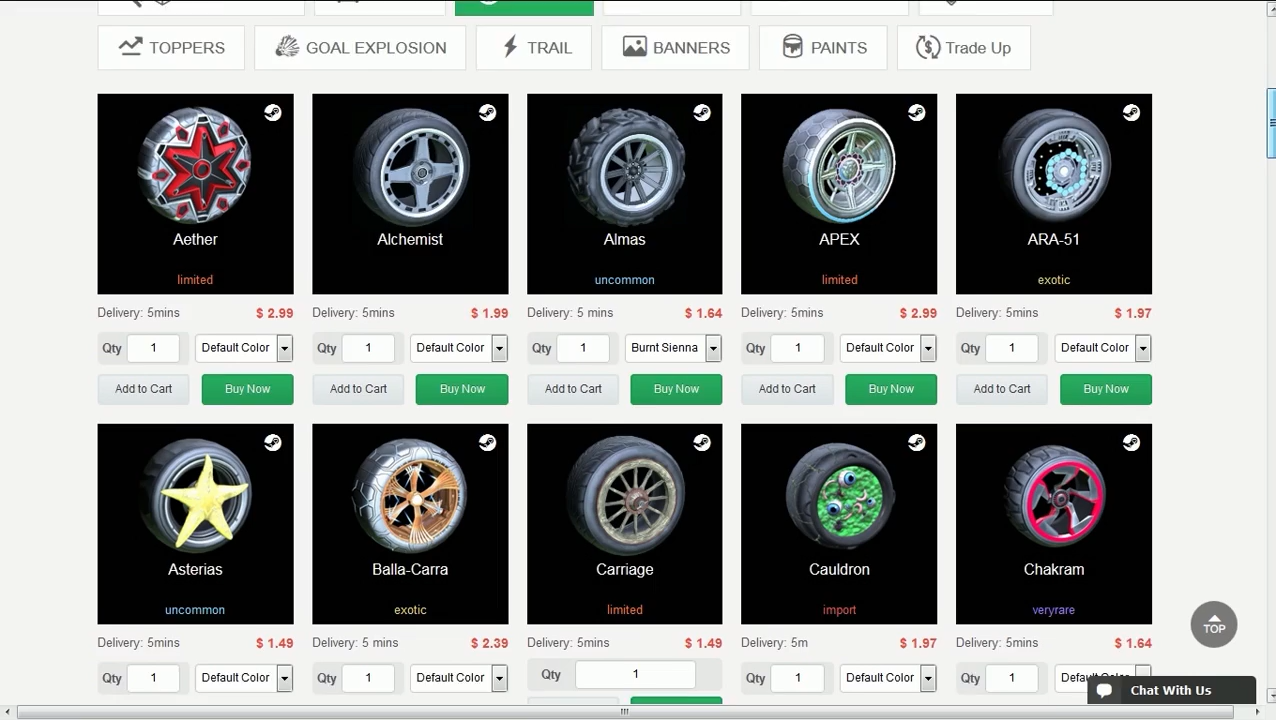 TOPPERS GOAL EXPLOSION TRAIL BANNERS PAINTS Trade Up
Aether Alchemist Almas APEX ARA-51
limited uncommon limited exotic
Delivery: 5mins $ 2.99 Delivery: 5mins $ 1.99 Delivery: 5 mins $ 1.64 Delivery: 5mins $ 2.99 Delivery: 5mins $ 1.97
Qty 1 Default Color Qty 1 Default Color Qty 1 Burnt Sienna Qty 1 Default Color Qty 1 Default Color
Add to Cart Buy Now Add to Cart Buy Now Add to Cart Buy Now Add to Cart Buy Now Add to Cart Buy Now
Asterias Balla-Carra Carriage Cauldron Chakram
uncommon exotic limited import veryrare
TOP
Delivery: 5mins $ 1.49 Delivery: 5 mins $ 2.39 Delivery: 5mins $ 1.49 Delivery: 5m $ 1.97 Delivery: 5mins $ 1.64
Qty 1 Default Color Qty 1 Default Color Qty 1 Qty 1 Default Color Qty 1
Chat With Us